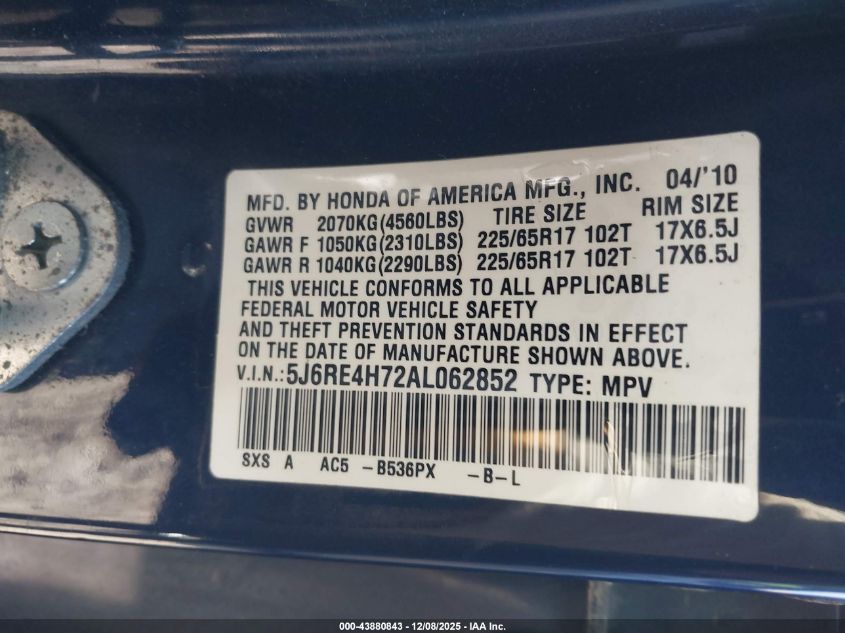 MFD. BY HONDA OF AMERICA MFG., INC. 04/'10
GVWR 2070KG(4560LBS) TIRE SIZE RIM SIZE
GAWR F 1050KG(2310LBS) 225/65R17 102T 17X6.5J
GAWR R 1040KG(2290LBS) 225/65R17 102T 17X6.5J
THIS VEHICLE CONFORMS TO ALL APPLICABLE
FEDERAL MOTOR VEHICLE SAFETY
AND THEFT PREVENTION STANDARDS IN EFFECT
ON THE DATE OF MANUFACTURE SHOWN ABOVE.
V.I.N.:5J6RE4H72AL062852 TYPE: MPV
SXS A AC5 -B536PX -B-L
000-43880843 - 12/08/2025 - IAA Inc.